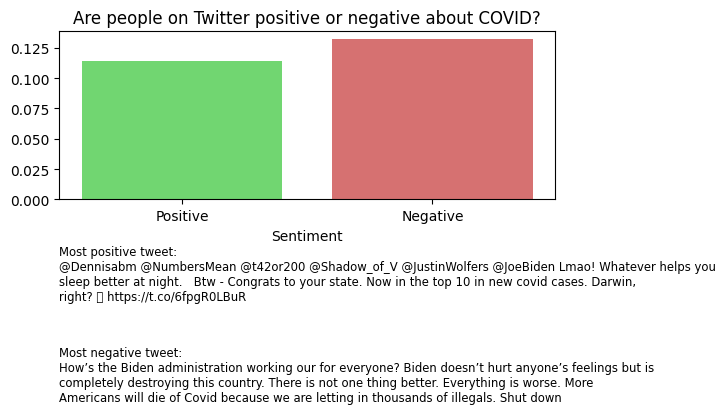 Are people on Twitter positive or negative about COVID?
0.125
0.100
0.075
0.050
0.025
0.000
Positive Negative
Sentiment
Most positive tweet:
@Dennisabm @NumbersMean @t42or200 @Shadow_of_V @JustinWolfers @JoeBiden Lmao! Whatever helps you
sleep better at night.   Btw - Congrats to your state. Now in the top 10 in new covid cases. Darwin,
right? ▯ https://t.co/6fpgR0LBuR
Most negative tweet:
How’s the Biden administration working our for everyone? Biden doesn’t hurt anyone’s feelings but is
completely destroying this country. There is not one thing better. Everything is worse. More
Americans will die of Covid because we are letting in thousands of illegals. Shut down